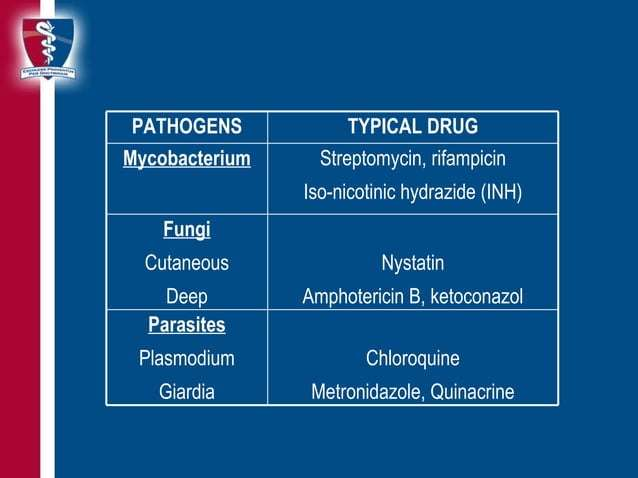 PATHOGENS TYPICAL DRUG
Mycobacterium Streptomycin, rifampicin
Iso-nicotinic hydrazide (INH)
Fungi
Cutaneous Nystatin
Deep Amphotericin B, ketoconazol
Parasites
Plasmodium Chloroquine
Giardia Metronidazole, Quinacrine